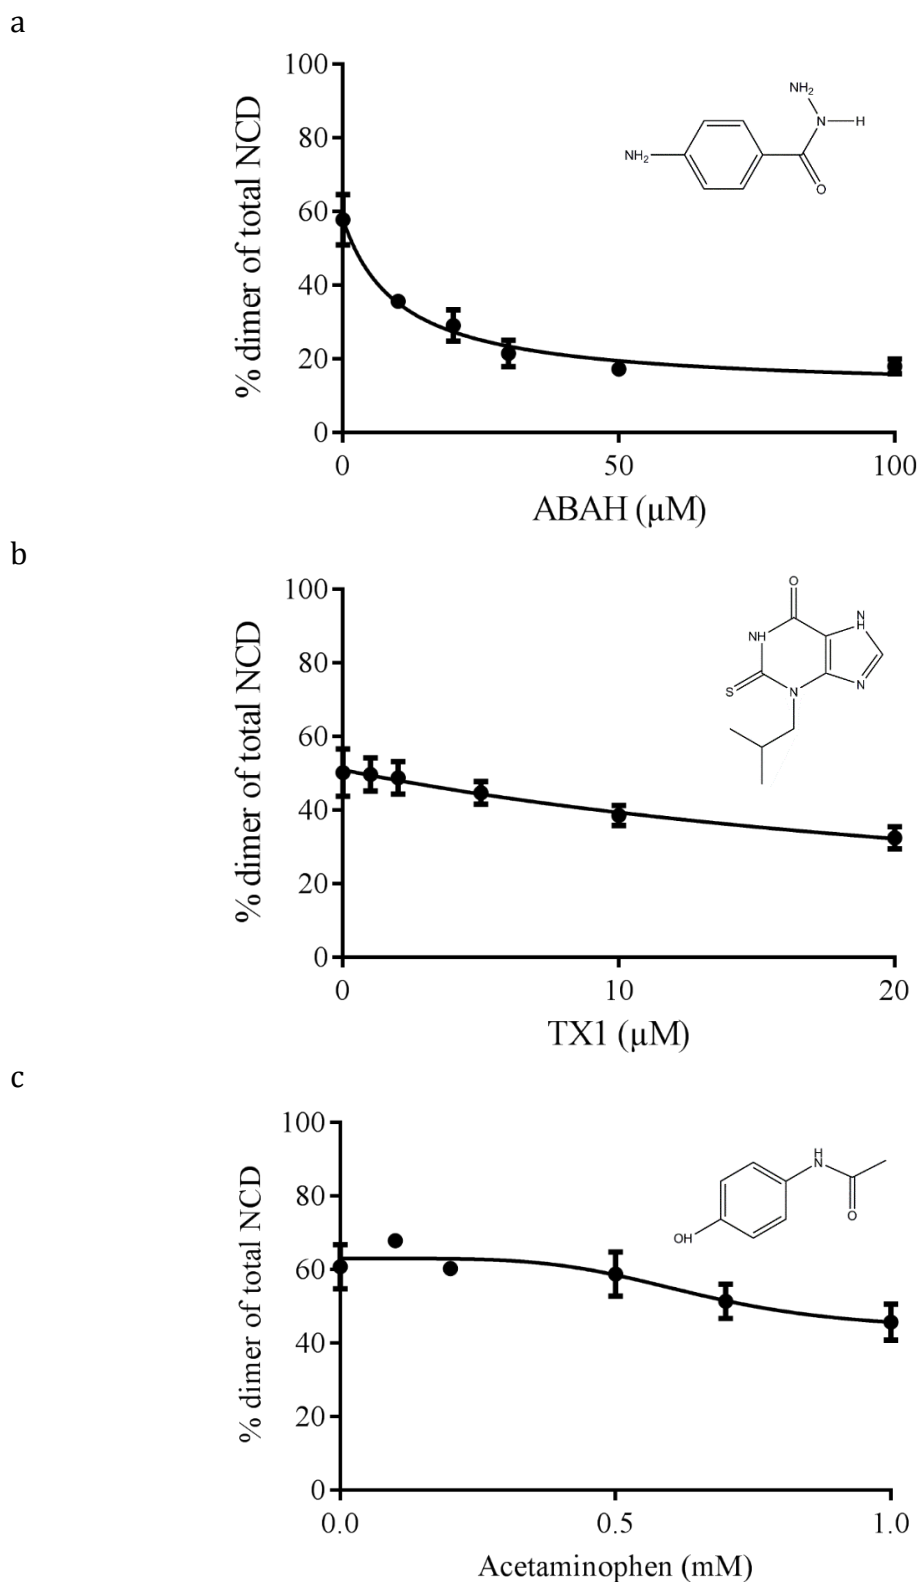 a
100
80
60
40
20
0
% dimer of total NCD
NH₂
N
H
NH₂
O
0
50
100
ABAH (μM)
b
100
80
60
40
20
0
% dimer of total NCD
O
N
H
NH
S
N
N
0
10
20
TX1 (μM)
c
100
80
60
40
20
0
% dimer of total NCD
H
N
O
OH
0.0
0.5
1.0
Acetaminophen (mM)